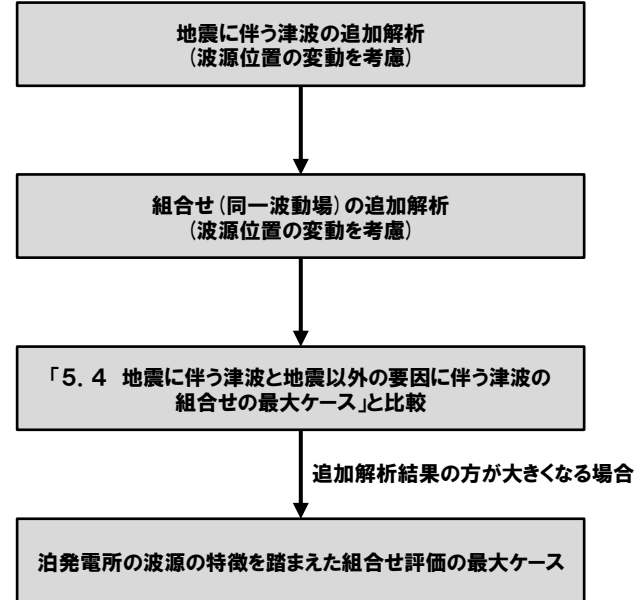 地震に伴う津波の追加解析
(波源位置の変動を考慮)
組合せ(同一波動場)の追加解析
(波源位置の変動を考慮)
「5.4 地震に伴う津波と地震以外の要因に伴う津波の
組合せの最大ケース」と比較
追加解析結果の方が大きくなる場合
泊発電所の波源の特徴を踏まえた組合せ評価の最大ケース